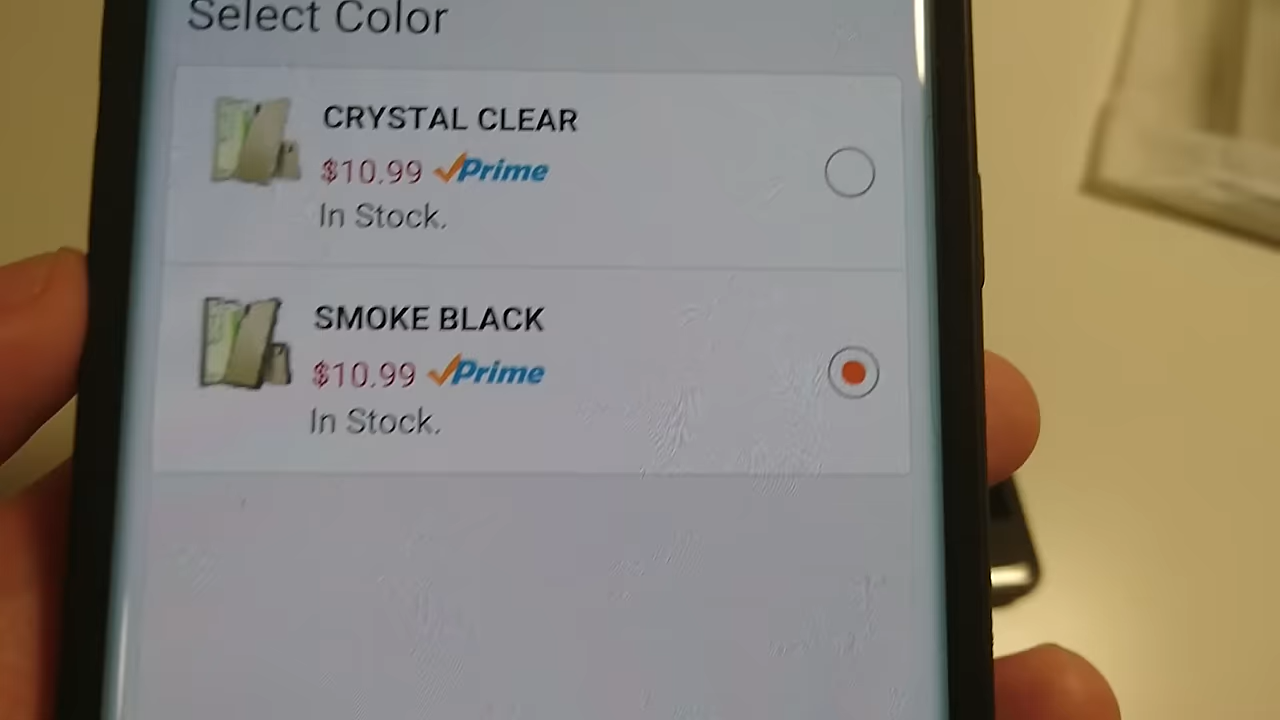 Select Color
CRYSTAL CLEAR
$10.99 Prime
In Stock.
SMOKE BLACK
$10.99 Prime
In Stock.